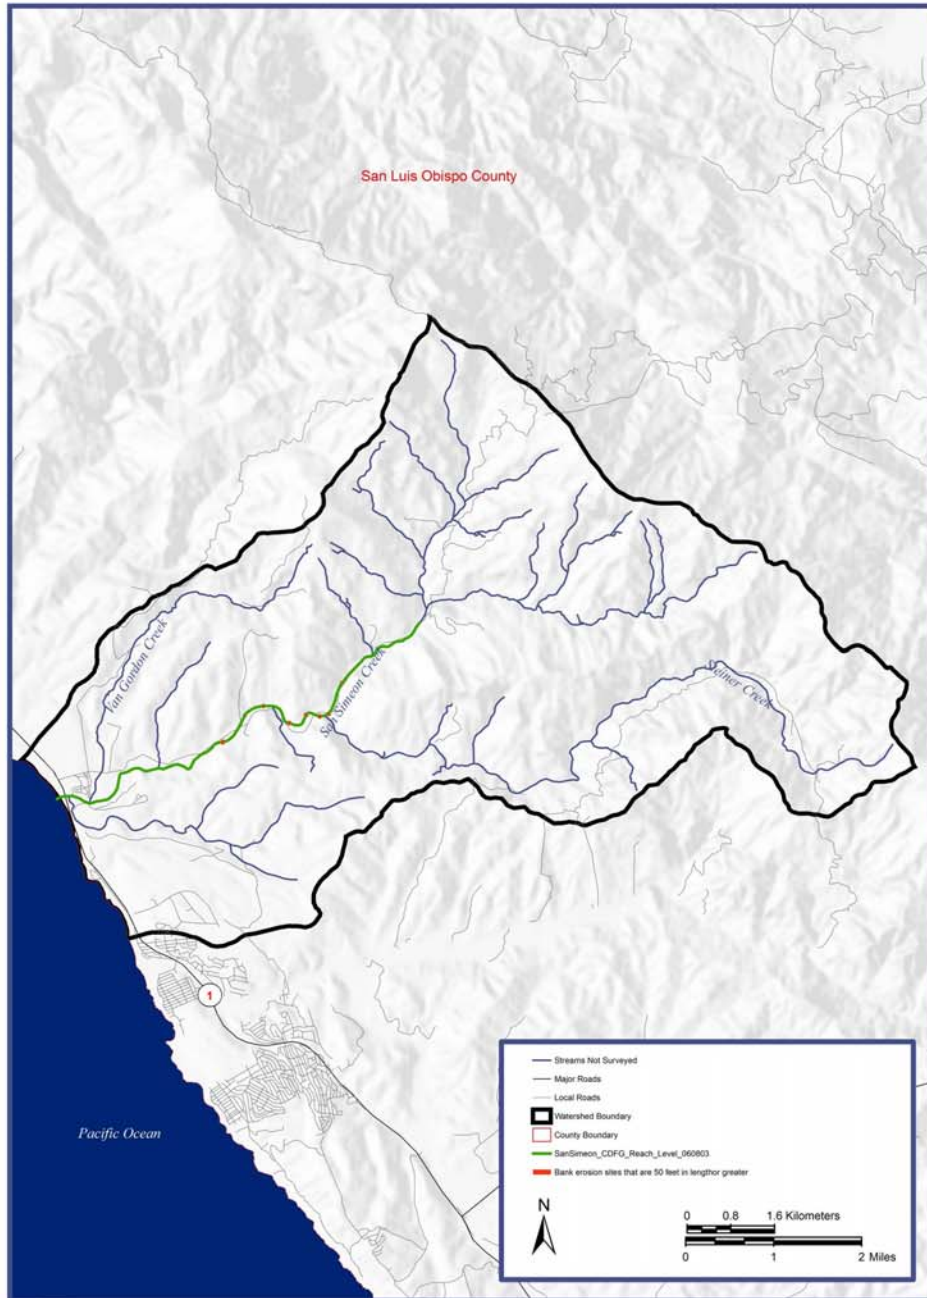 San Luis Obispo County
Van Gordon Creek
San Simeon Creek
Steiner Creek
1
Pacific Ocean
Streams Not Surveyed
Major Roads
Local Roads
Watershed Boundary
County Boundary
SanSimeon_CDFG_Reach_Level_060803
Bank erosion sites that are 50 feet in lengthor greater
N
0 0.8 1.6 Kilometers
0 1 2 Miles